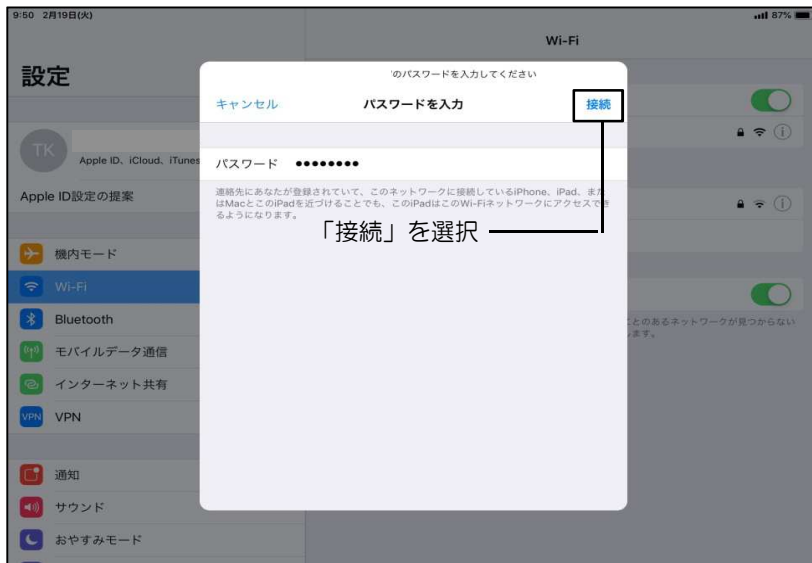 9:50 2月19日(火)
87%
Wi-Fi
設定
TK
Apple ID、iCloud、iTunes
Apple ID設定の提案
機内モード
Wi-Fi
Bluetooth
モバイルデータ通信
インターネット共有
VPN
VPN
通知
サウンド
おやすみモード
のパスワードを入力してください
キャンセル
パスワードを入力
接続
パスワード ●●●●●●●●
連絡先にあなたが登録されていて、このネットワークに接続しているiPhone、iPad、また
はMacとこのiPadを近づけることでも、このiPadはこのWi-Fiネットワークにアクセスでき
るようになります。
「接続」を選択
ことのあるネットワークが見つからない
します。